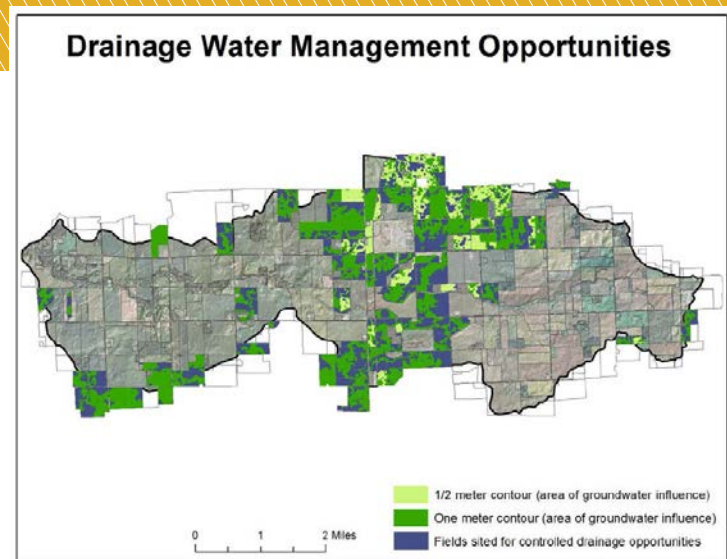 Drainage Water Management Opportunities
1/2 meter contour (area of groundwater influence)
One meter contour (area of groundwater influence)
Fields sited for controlled drainage opportunities
0 1 2 Miles